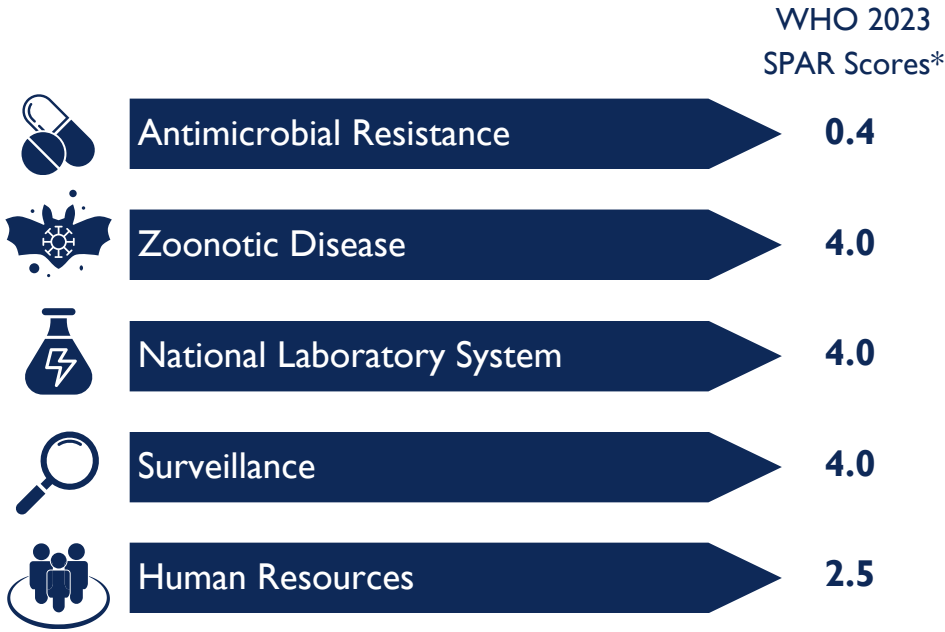 WHO 2023
SPAR Scores*
Antimicrobial Resistance 0.4
Zoonotic Disease 4.0
National Laboratory System 4.0
Surveillance 4.0
Human Resources 2.5